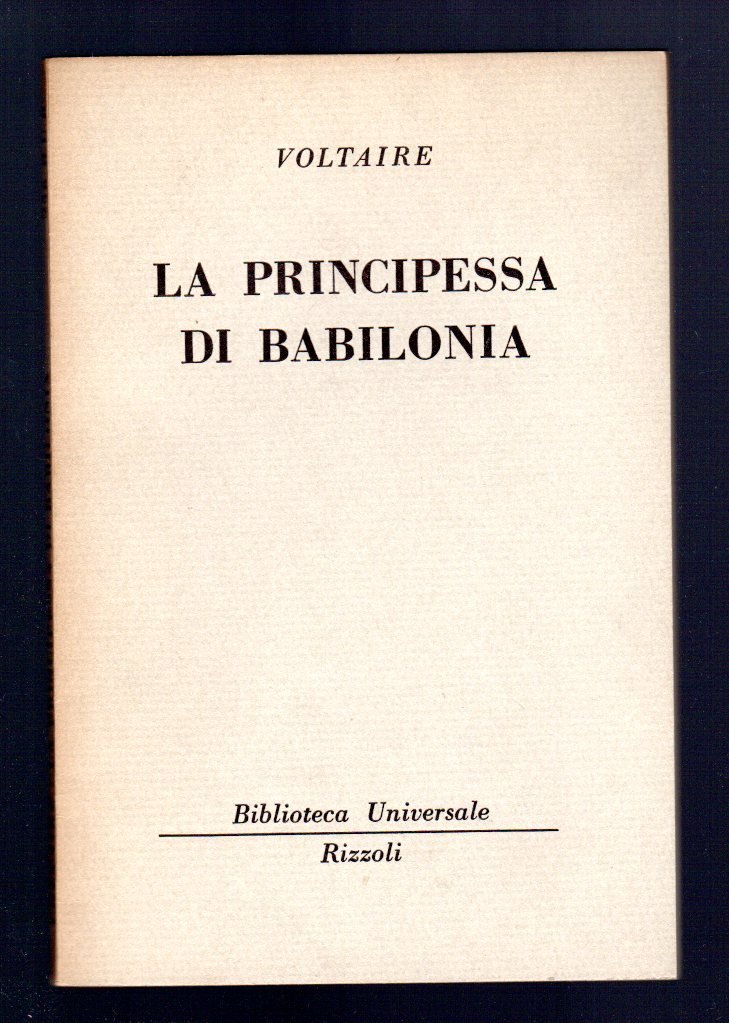 VOLTAIRE
LA PRINCIPESSA
DI BABILONIA
Biblioteca Universale
Rizzoli